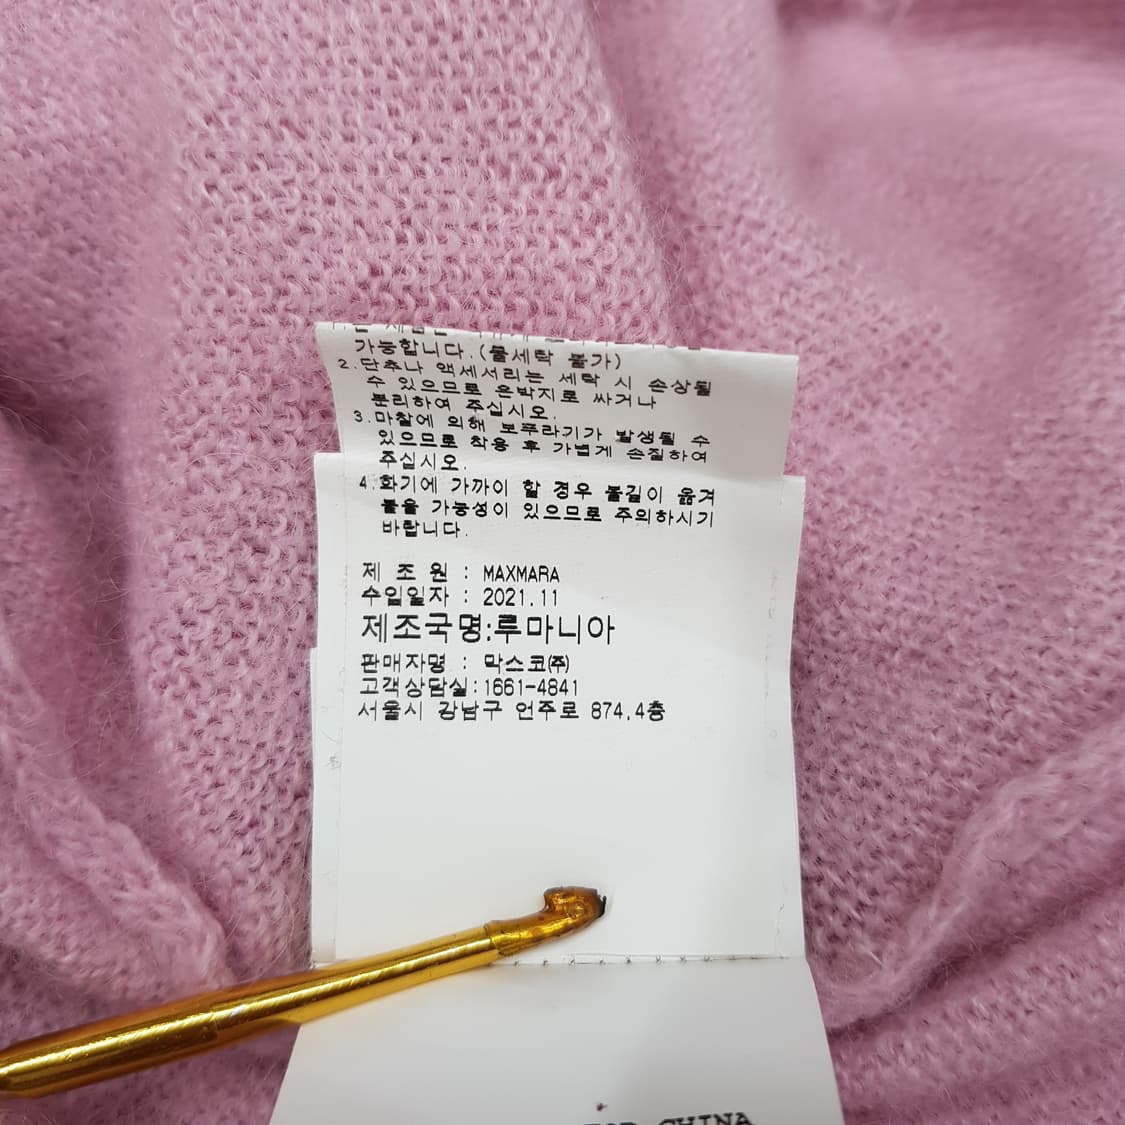 가능합니다.(물세탁 불가)
2.단추나 액세서리는 세탁 시 손상될
수 있으므로 은박지로 싸거나
분리하여 주십시오.
3.마찰에 의해 보푸라기가 발생될 수
있으므로 착용 후 가볍게 손질하여
주십시오.
4.화기에 가까이 할 경우 불길이 옮겨
붙을 가능성이 있으므로 주의하시기
바랍니다.
제 조 원 : MAXMARA
수입일자 : 2021.11
제조국명:루마니아
판매자명 : 막스코(주)
고객상담실:1661-4841
서울시 강남구 언주로 874,4층
FOR CHINA